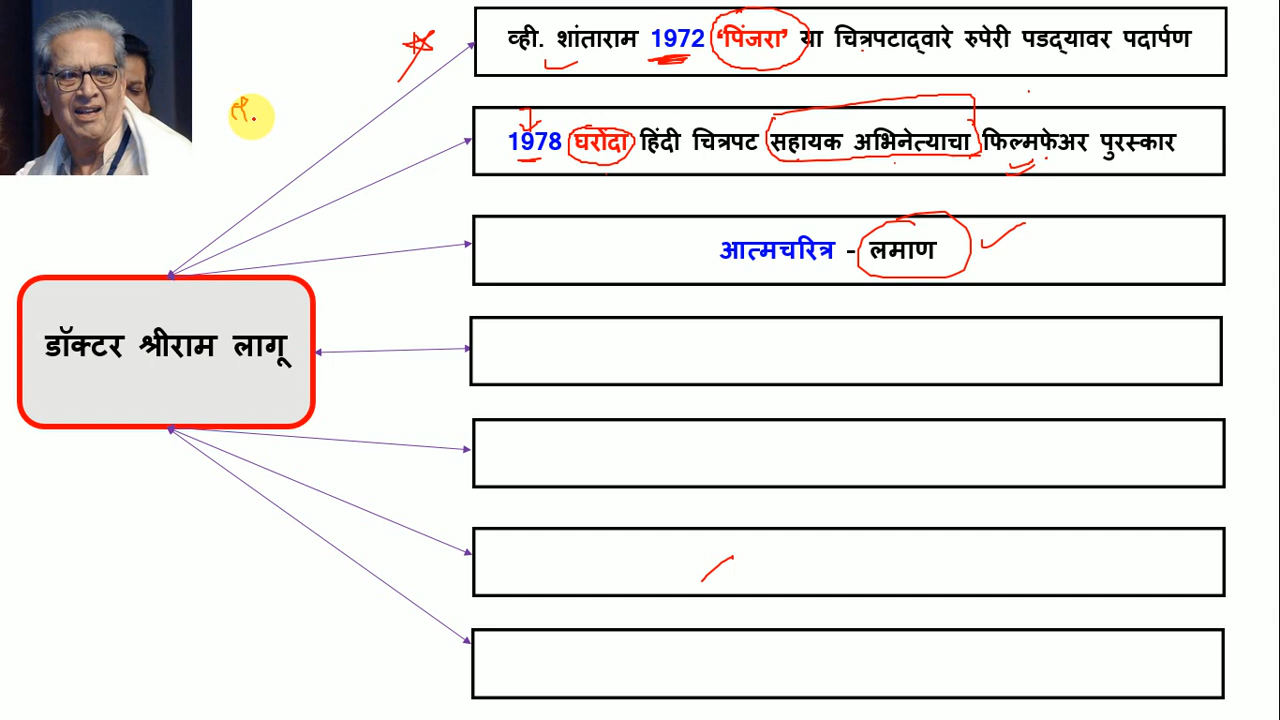 व्ही. शांताराम 1972 ‘पिंजरा’ या चित्रपटाद्वारे रुपेरी पडद्यावर पदार्पण
1978 घरोंदा हिंदी चित्रपट सहायक अभिनेत्याचा फिल्मफेअर पुरस्कार
आत्मचरित्र - लमाण
डॉक्टर श्रीराम लागू